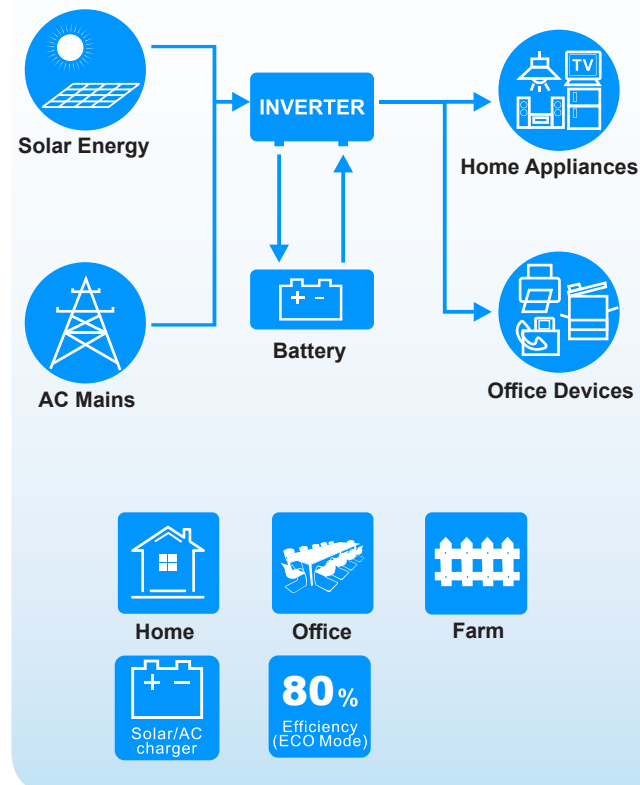 Solar Energy
INVERTER
TV
Home Appliances
AC Mains
+ -
Battery
Office Devices
Home
Office
Farm
+ -
Solar/AC
charger
80%
Efficiency
(ECO Mode)